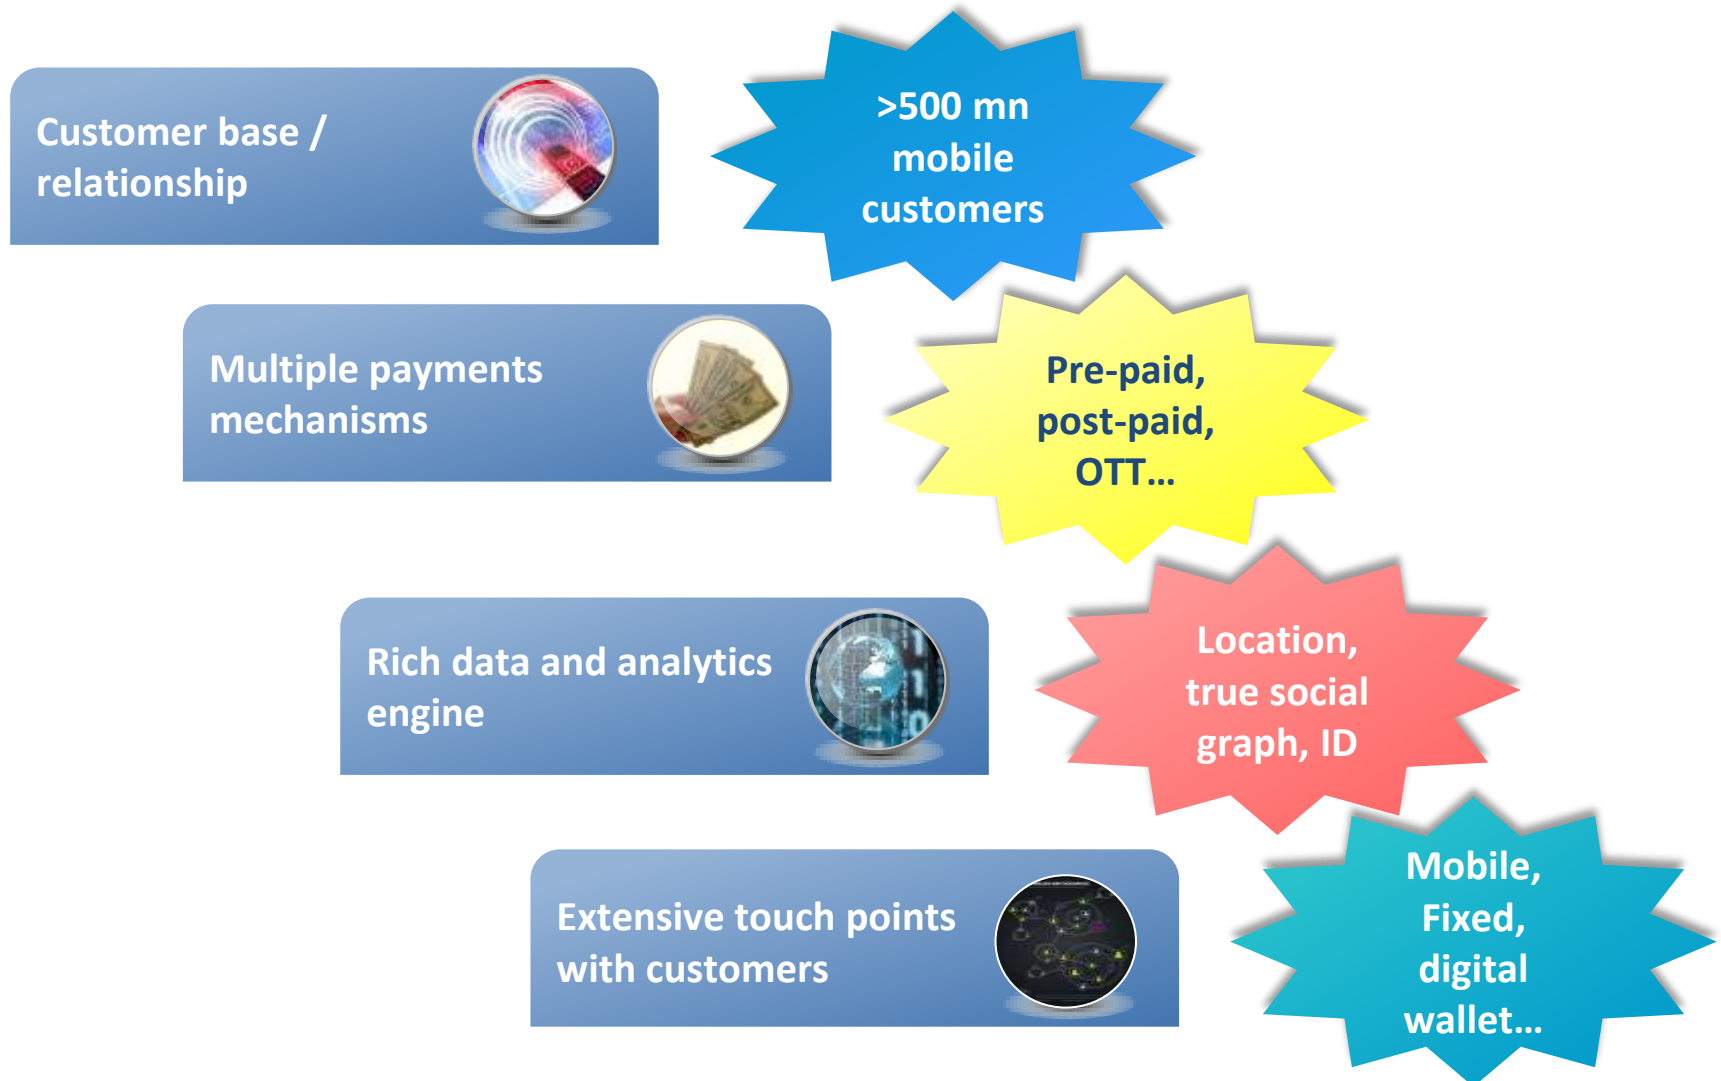 Customer base /
relationship
>500 mn
mobile
customers
Multiple payments
mechanisms
Pre-paid,
post-paid,
OTT…
Rich data and analytics
engine
Location,
true social
graph, ID
Extensive touch points
with customers
Mobile,
Fixed,
digital
wallet…